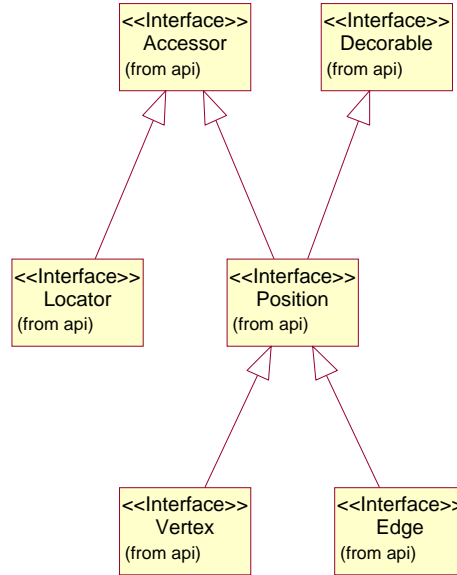 <<Interface>>
Accessor
(from api)
<<Interface>>
Decorable
(from api)
<<Interface>>
Locator
(from api)
<<Interface>>
Position
(from api)
<<Interface>>
Vertex
(from api)
<<Interface>>
Edge
(from api)